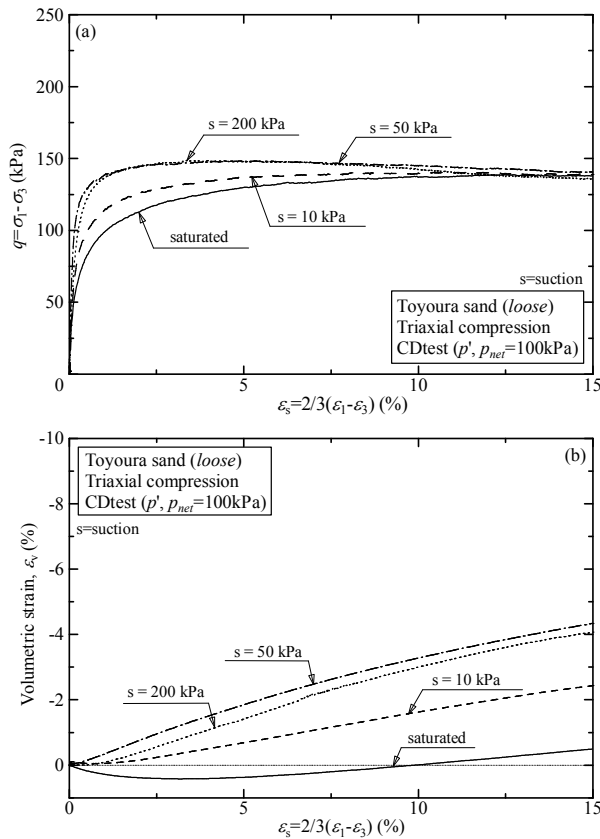 (a)
250
200
150
100
50
0
q=σ1-σ3 (kPa)
s = 200 kPa
s = 50 kPa
s = 10 kPa
saturated
s=suction
Toyoura sand (loose)
Triaxial compression
CDtest (p', pnet=100kPa)
0 5 10 15
εs=2/3(ε1-ε3) (%)
(b)
-10
-8
-6
-4
-2
0
2
Volumetric strain, εv (%)
Toyoura sand (loose)
Triaxial compression
CDtest (p', pnet=100kPa)
s=suction
s = 50 kPa
s = 200 kPa
s = 10 kPa
saturated
0 5 10 15
εs=2/3(ε1-ε3) (%)